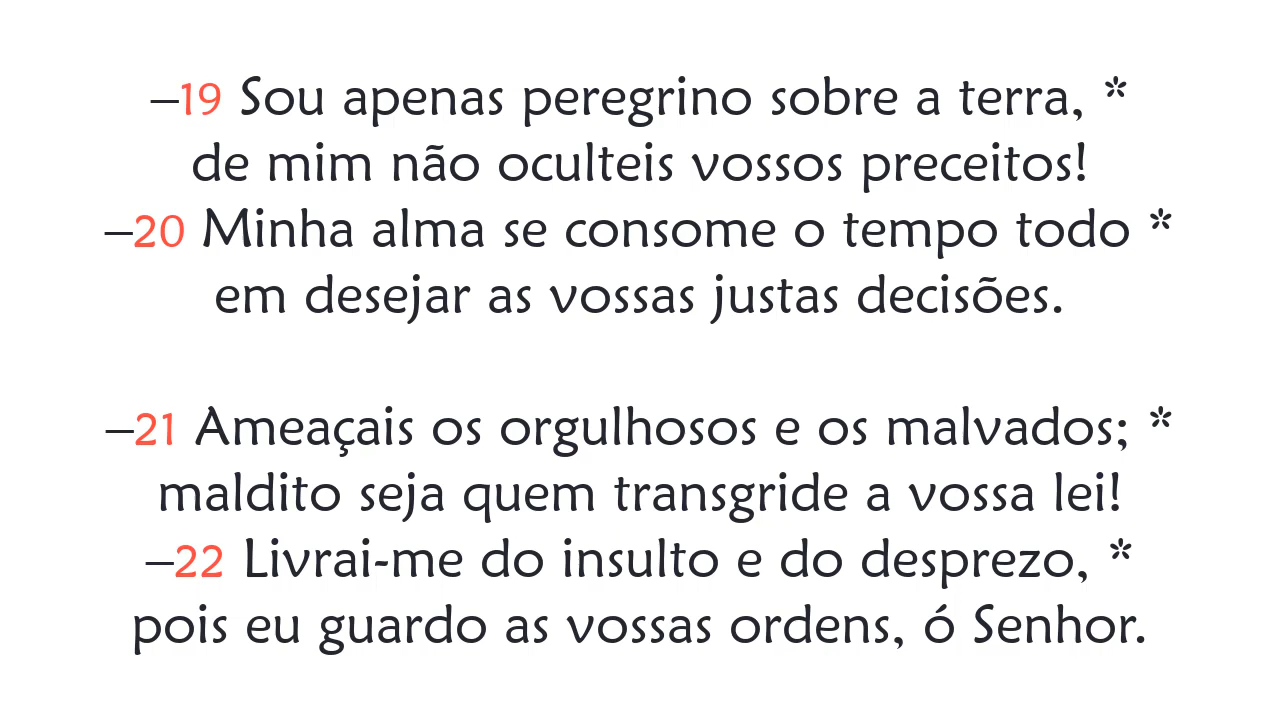 –19 Sou apenas peregrino sobre a terra, *
de mim não oculteis vossos preceitos!
–20 Minha alma se consome o tempo todo *
em desejar as vossas justas decisões.
–21 Ameaçais os orgulhosos e os malvados; *
maldito seja quem transgride a vossa lei!
–22 Livrai-me do insulto e do desprezo, *
pois eu guardo as vossas ordens, ó Senhor.